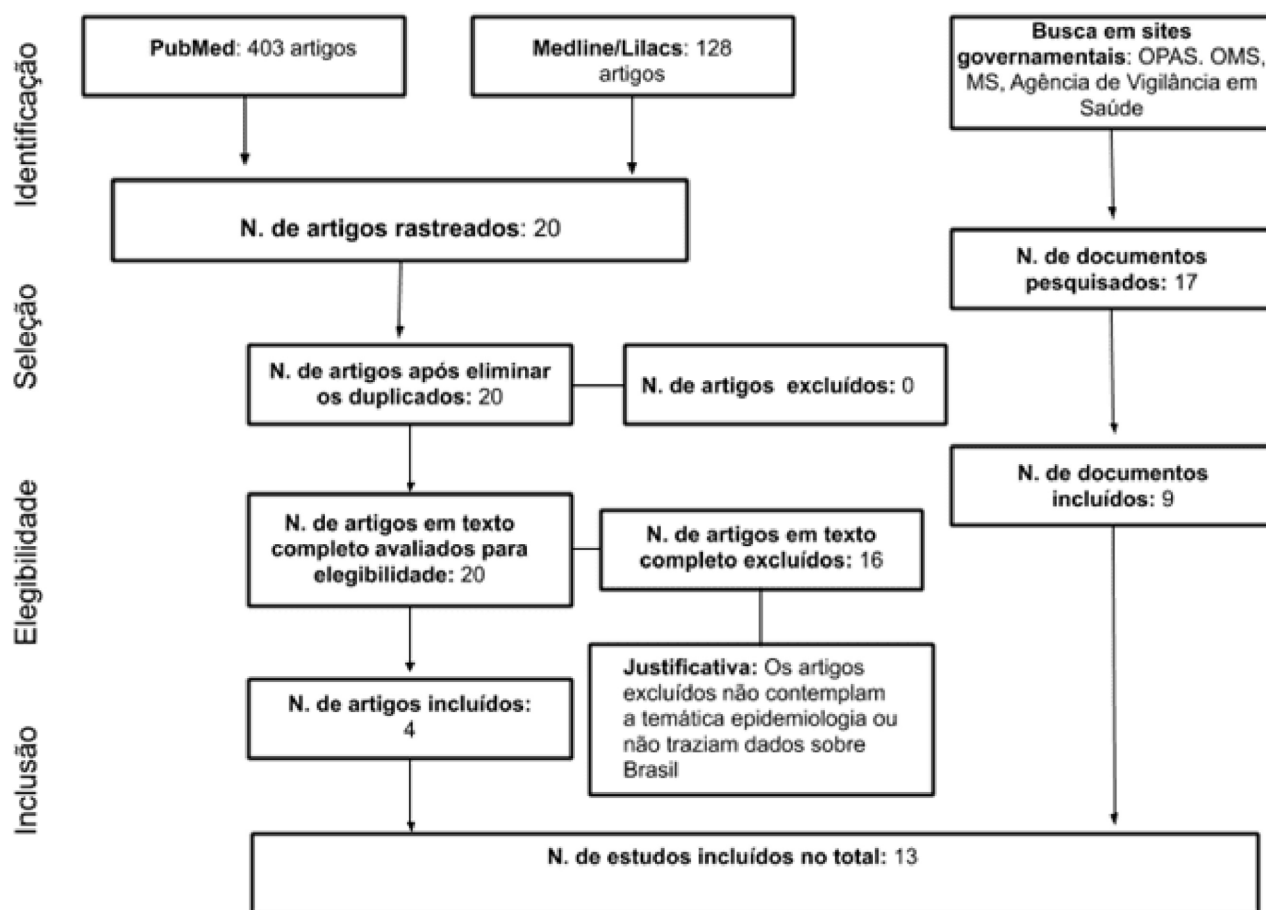 Identificação
PubMed: 403 artigos
Medline/Lilacs: 128
artigos
Busca em sites
governamentais: OPAS. OMS,
MS, Agência de Vigilância em
Saúde
N. de artigos rastreados: 20
N. de documentos
pesquisados: 17
Seleção
N. de artigos após eliminar
os duplicados: 20
N. de artigos excluídos: 0
N. de documentos
incluídos: 9
Elegibilidade
N. de artigos em texto
completo avaliados para
elegibilidade: 20
N. de artigos em texto
completo excluídos: 16
Justificativa: Os artigos
excluídos não contemplam
a temática epidemiologia ou
não traziam dados sobre
Brasil
Inclusão
N. de artigos incluídos:
4
N. de estudos incluídos no total: 13